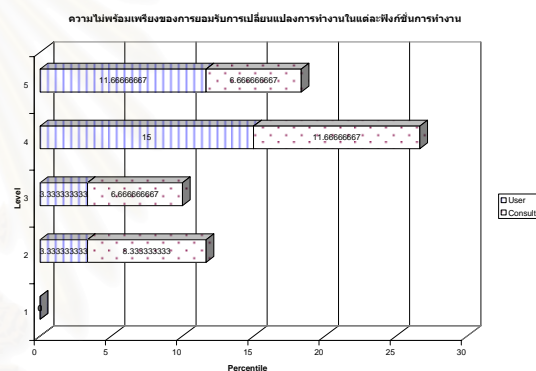 ความไม่พร้อมเพรียงของการยอมรับการเปลี่ยนแปลงการทำงานในแต่ละฟังก์ชั่นการทำงาน
5
11.66666667
6.666666667
4
15
11.66666667
3
3.333333333
6.666666667
2
3.333333333
8.333333333
1
0
Level
0 5 10 15 20 25 30
Percentile
User
Consult